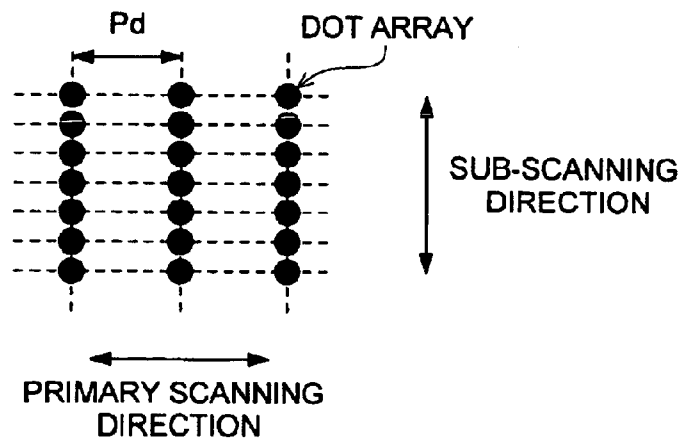 Pd
DOT ARRAY
SUB-SCANNING
DIRECTION
PRIMARY SCANNING
DIRECTION